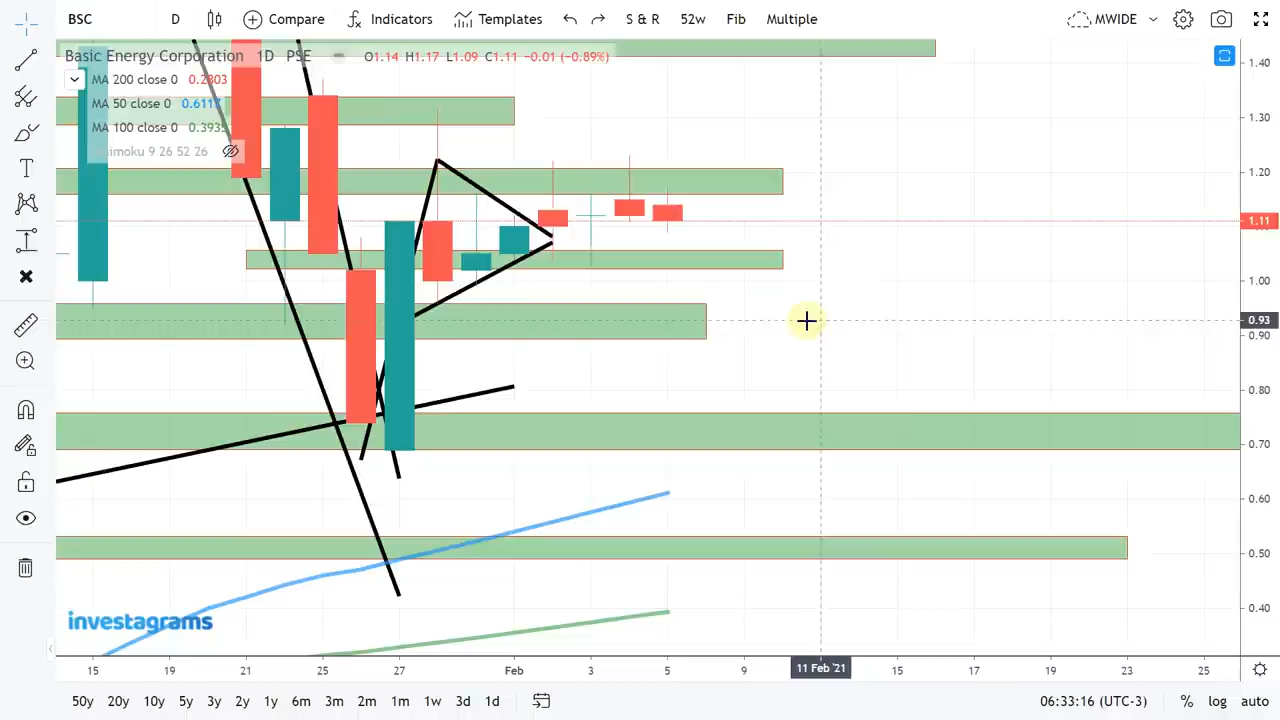 BSC D Compare Indicators Templates S & R 52w Fib Multiple MWIDE
Basic Energy Corporation 1D PSE O1.14 H1.17 L1.09 C1.11 −0.01 (−0.89%)
MA 200 close 0 0.2803
MA 50 close 0 0.6117
MA 100 close 0 0.3935
9 26 52 26
1.40
1.30
1.20
1.11
1.00
0.93
0.90
0.80
0.70
0.60
0.50
0.40
investagrams
15 19 21 25 27 Feb 3 5 9 11 Feb '21 15 17 19 23 25
50y 20y 10y 5y 3y 2y 1y 6m 3m 2m 1m 1w 3d 1d 06:33:16 (UTC-3) % log auto